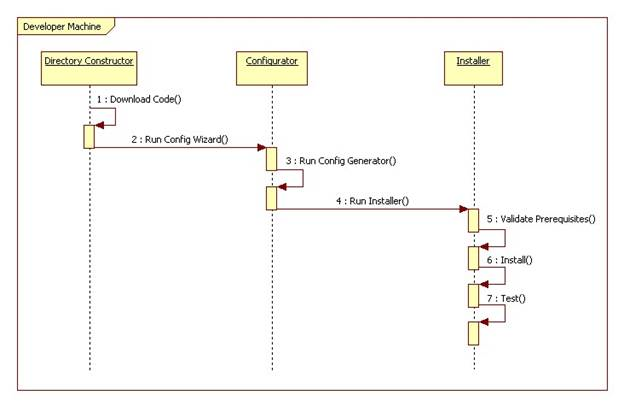 Developer Machine
Directory Constructor
Configurator
Installer
1 : Download Code()
2 : Run Config Wizard()
3 : Run Config Generator()
4 : Run Installer()
5 : Validate Prerequisites()
6 : Install()
7 : Test()